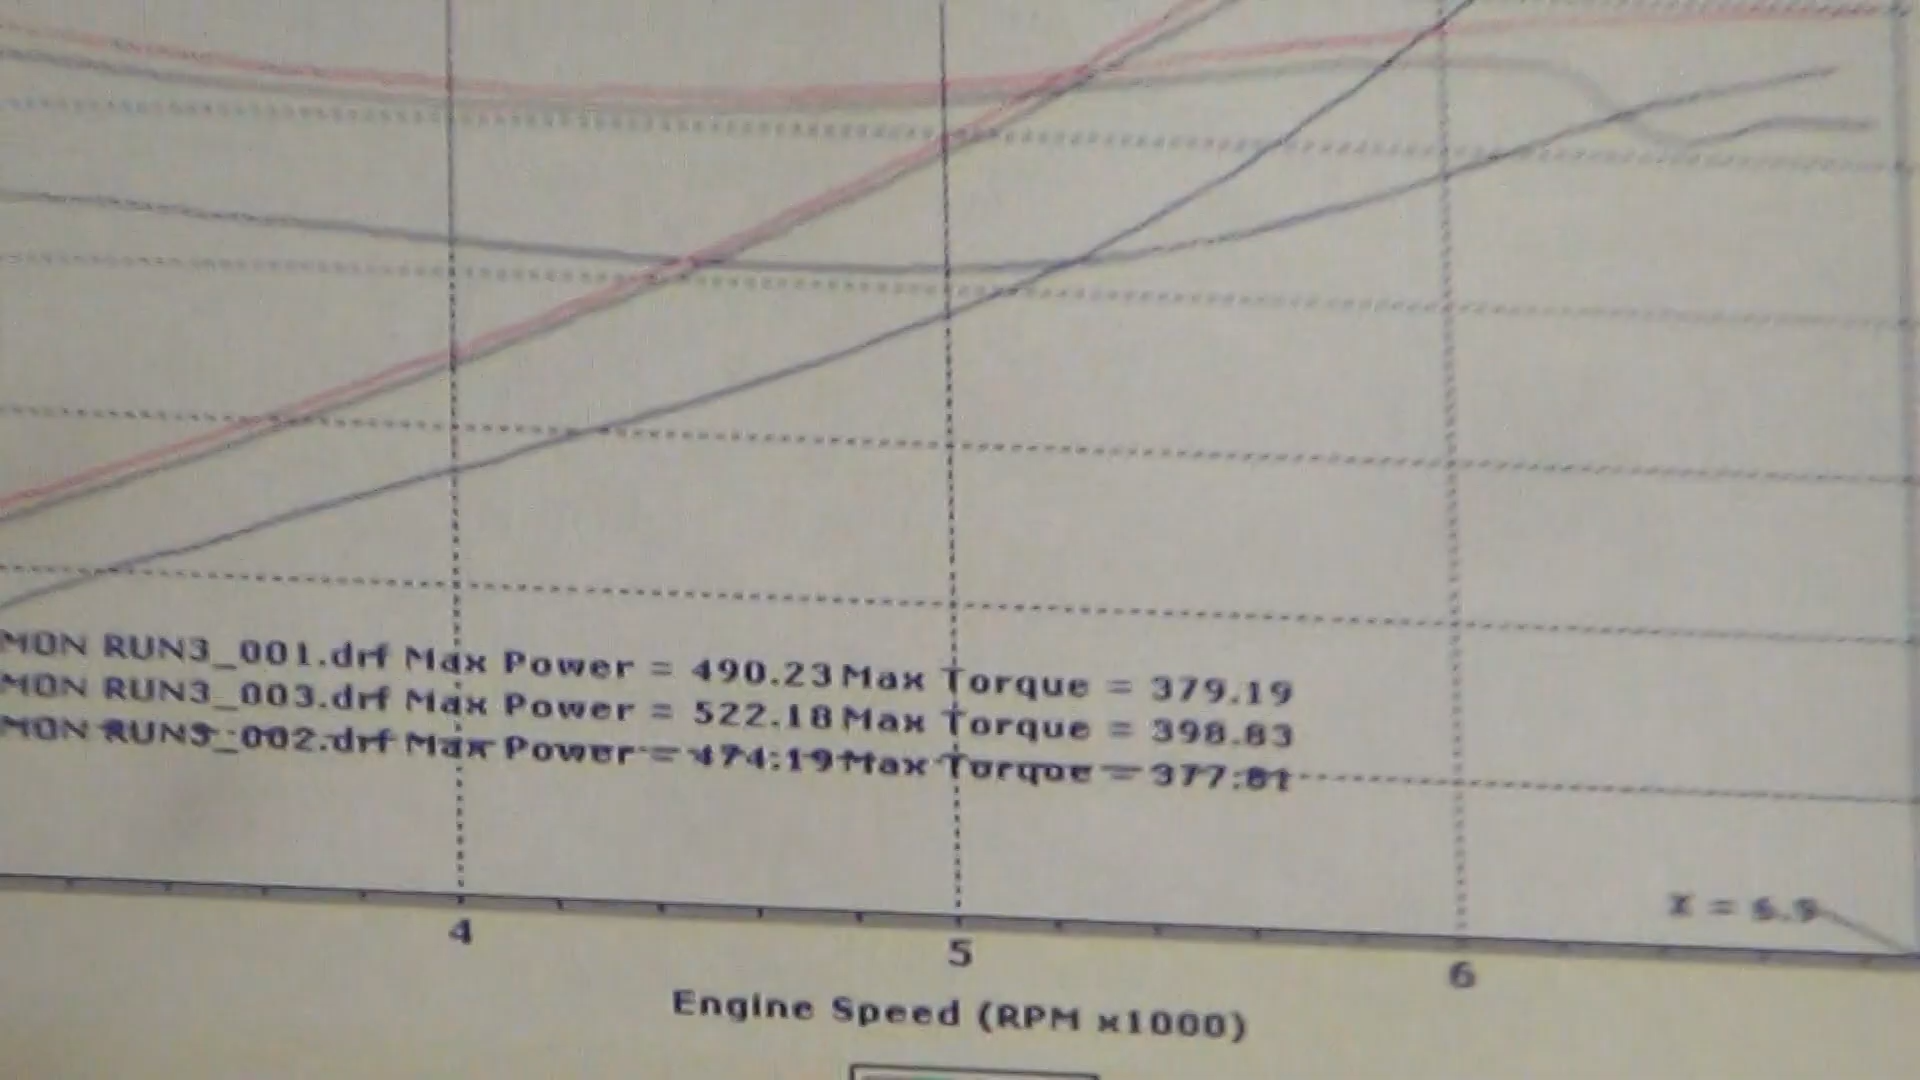 MON RUN3_001.drf Max Power = 490.23 Max Torque = 379.19
MON RUN3_003.drf Max Power = 522.18 Max Torque = 398.83
MON RUN3_002.drf Max Power = 474.19 Max Torque = 377.81
X = 6.9
4 5 6
Engine Speed (RPM x1000)